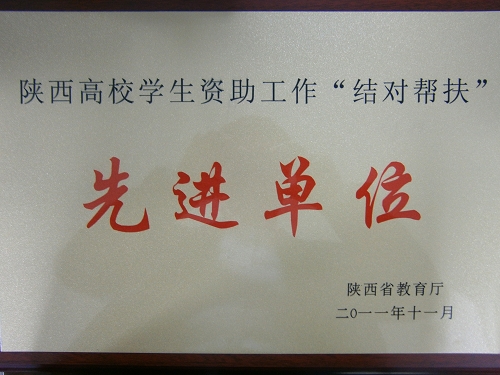 陕西高校学生资助工作“结对帮扶”
先进单位
陕西省教育厅
二〇一一年十一月